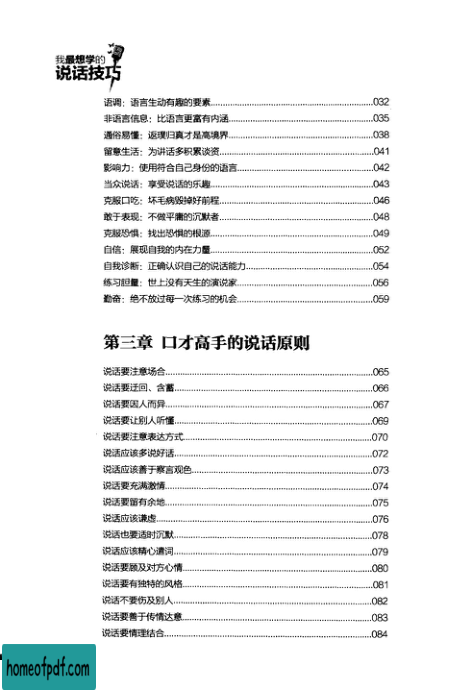 我最想学的
说话技巧
语调：语言生动有趣的要素 032
非语言信息：比语言更富有内涵 035
通俗易懂：返璞归真才是高境界 038
留意生活：为讲话多积累谈资 041
影响力：使用符合自己身份的语言 042
当众说话：享受说话的乐趣 043
克服口吃：坏毛病毁掉好前程 046
敢于表现：不做平庸的沉默者 048
克服恐惧：找出恐惧的根源 049
自信：展现自我的内在力量 052
自我诊断：正确认识自己的说话能力 054
练习胆量：世上没有天生的演说家 056
勤奋：绝不放过每一次练习的机会 059
第三章 口才高手的说话原则
说话要注意场合 065
说话要迂回、含蓄 066
说话要因人而异 067
说话要让别人听懂 069
说话要注意表达方式 070
说话应该多说好话 072
说话应该善于察言观色 073
说话要充满激情 074
说话要留有余地 075
说话应该谦虚 076
说话也要适时沉默 078
说话应该精心遣词 079
说话要顾及对方心情 080
说话要有独特的风格 081
说话不要伤及别人 082
说话要善于传情达意 083
说话要情理结合 084
homeofpdf.com